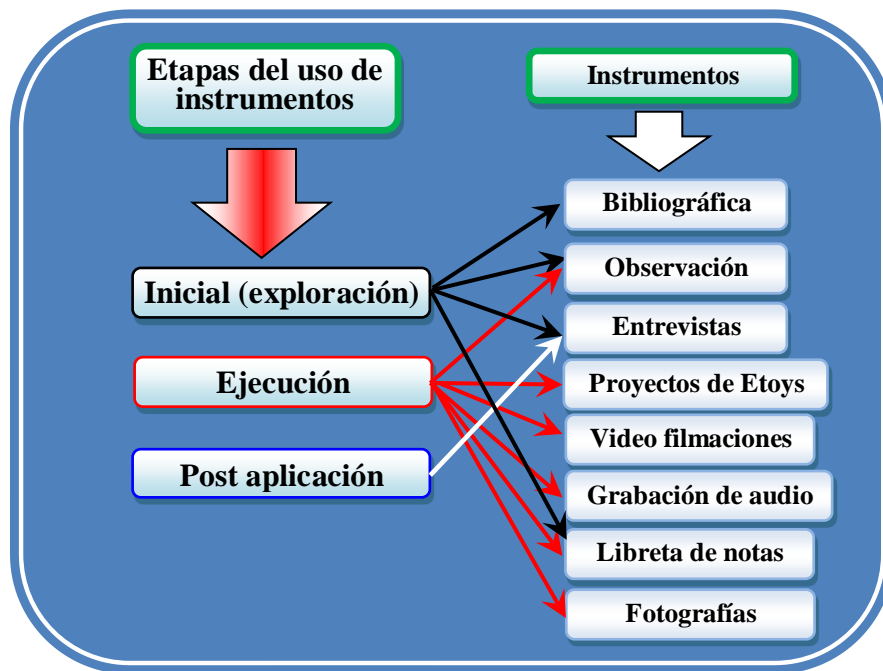 Etapas del uso de
instrumentos
Instrumentos
Inicial (exploración)
Ejecución
Post aplicación
Bibliográfica
Observación
Entrevistas
Proyectos de Etoys
Video filmaciones
Grabación de audio
Libreta de notas
Fotografías